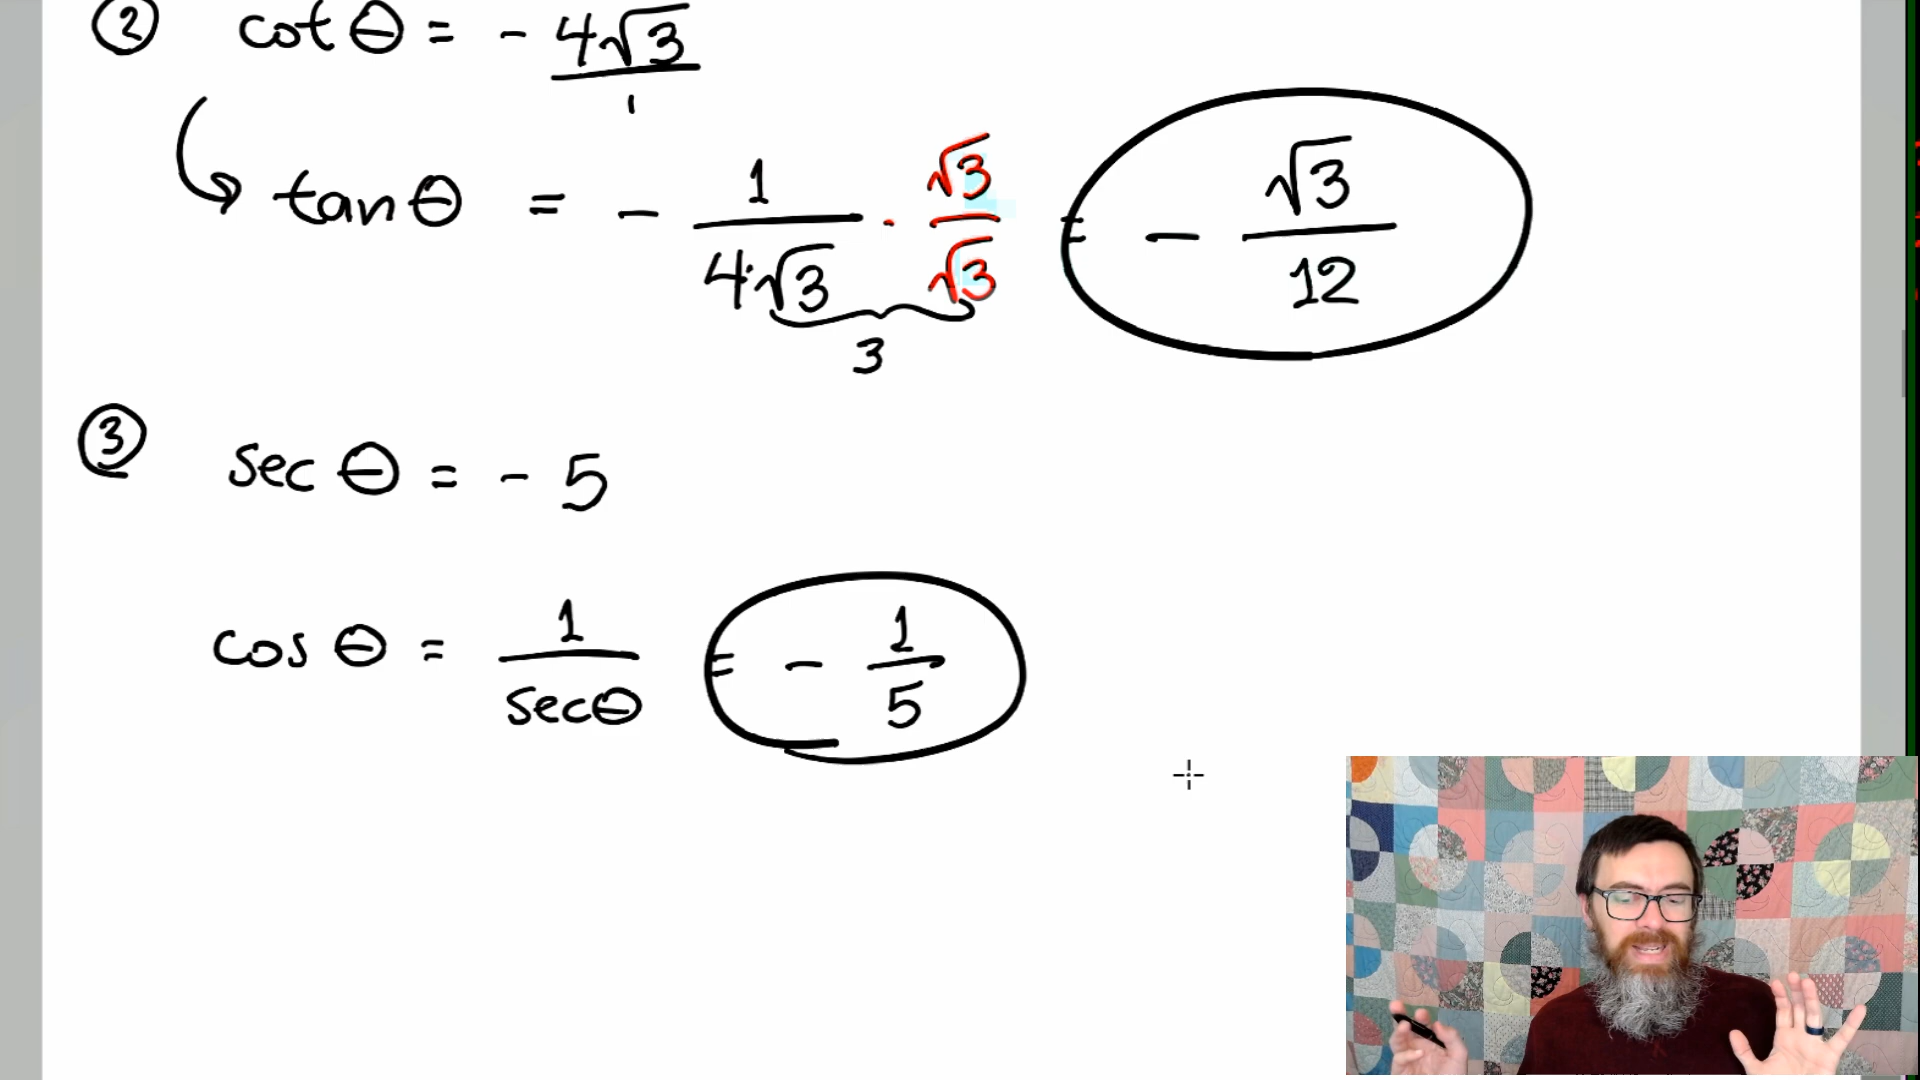 ② cot θ = - 4√3 / 1
tan θ = - 1 / 4·√3 · √3 / √3 = - √3 / 12
3
③ sec θ = - 5
cos θ = 1 / sec θ = - 1 / 5